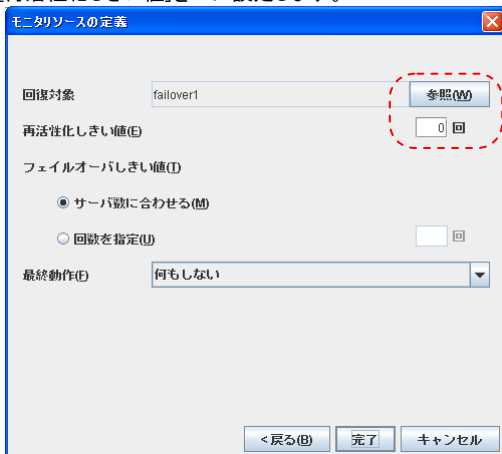 モニタリソースの定義
回復対象 failover1 参照(W)
再活性化しきい値(E) 0 回
フェイルオーバしきい値(T)
サーバ数に合わせる(M)
回数を指定(U) 回
最終動作(F) 何もしない
<戻る(B) 完了 キャンセル